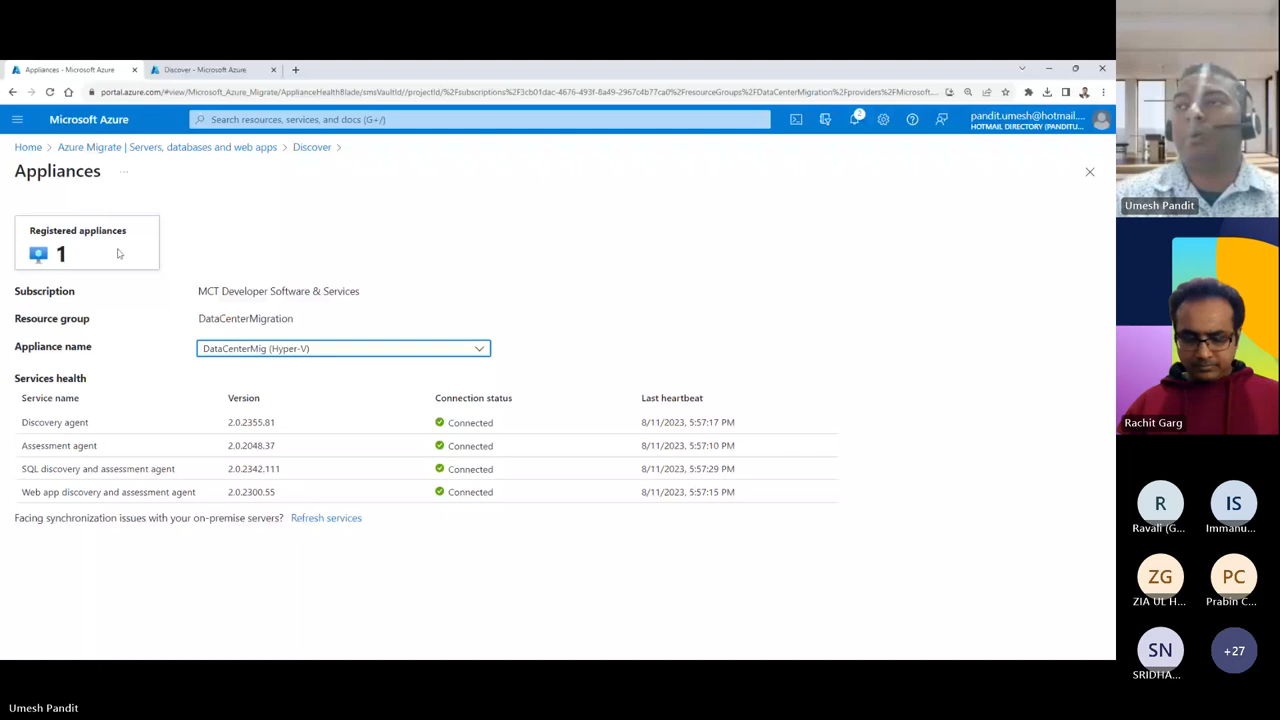 Appliances - Microsoft Azure
Discover - Microsoft Azure
portal.azure.com/#view/Microsoft_Azure_Migrate/ApplianceHealthBlade/smsVaultId//projectId/%2Fsubscriptions%2F3cb01dac-4676-493f-8a49-2967c4b77ca0%2FresourceGroups%2FDataCenterMigration%2Fproviders%2FMicrosoft...
Microsoft Azure
Search resources, services, and docs (G+/)
2
pandit.umesh@hotmail....
HOTMAIL DIRECTORY (PANDITU...
Home > Azure Migrate | Servers, databases and web apps > Discover >
Appliances ...
Registered appliances
1
Subscription MCT Developer Software & Services
Resource group DataCenterMigration
Appliance name DataCenterMig (Hyper-V)
Services health
Service name Version Connection status Last heartbeat
Discovery agent 2.0.2355.81 Connected 8/11/2023, 5:57:17 PM
Assessment agent 2.0.2048.37 Connected 8/11/2023, 5:57:10 PM
SQL discovery and assessment agent 2.0.2342.111 Connected 8/11/2023, 5:57:29 PM
Web app discovery and assessment agent 2.0.2300.55 Connected 8/11/2023, 5:57:15 PM
Facing synchronization issues with your on-premise servers? Refresh services
Umesh Pandit
Rachit Garg
R IS
Ravali (G... Immanu...
ZG PC
ZIA UL H... Prabin C...
SN +27
SRIDHA...
Umesh Pandit